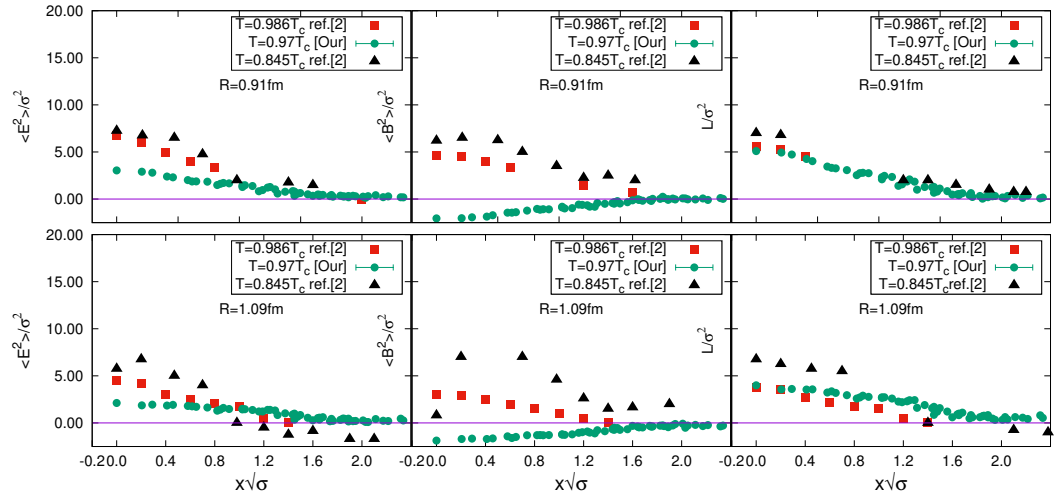 20.00
15.00
10.00
5.00
0.00
<E²>/σ²
T=0.986T_c ref.[2]
T=0.97T_c [Our]
T=0.845T_c ref.[2]
R=0.91fm
<B²>/σ²
T=0.986T_c ref.[2]
T=0.97T_c [Our]
T=0.845T_c ref.[2]
R=0.91fm
L/σ²
T=0.986T_c ref.[2]
T=0.97T_c [Our]
T=0.845T_c ref.[2]
R=0.91fm
20.00
15.00
10.00
5.00
0.00
<E²>/σ²
T=0.986T_c ref.[2]
T=0.97T_c [Our]
T=0.845T_c ref.[2]
R=1.09fm
<B²>/σ²
T=0.986T_c ref.[2]
T=0.97T_c [Our]
T=0.845T_c ref.[2]
R=1.09fm
L/σ²
T=0.986T_c ref.[2]
T=0.97T_c [Our]
T=0.845T_c ref.[2]
R=1.09fm
-0.20.0 0.4 0.8 1.2 1.6 2.0 -0.20.0 0.4 0.8 1.2 1.6 2.0 -0.20.0 0.4 0.8 1.2 1.6 2.0
x√σ x√σ x√σ